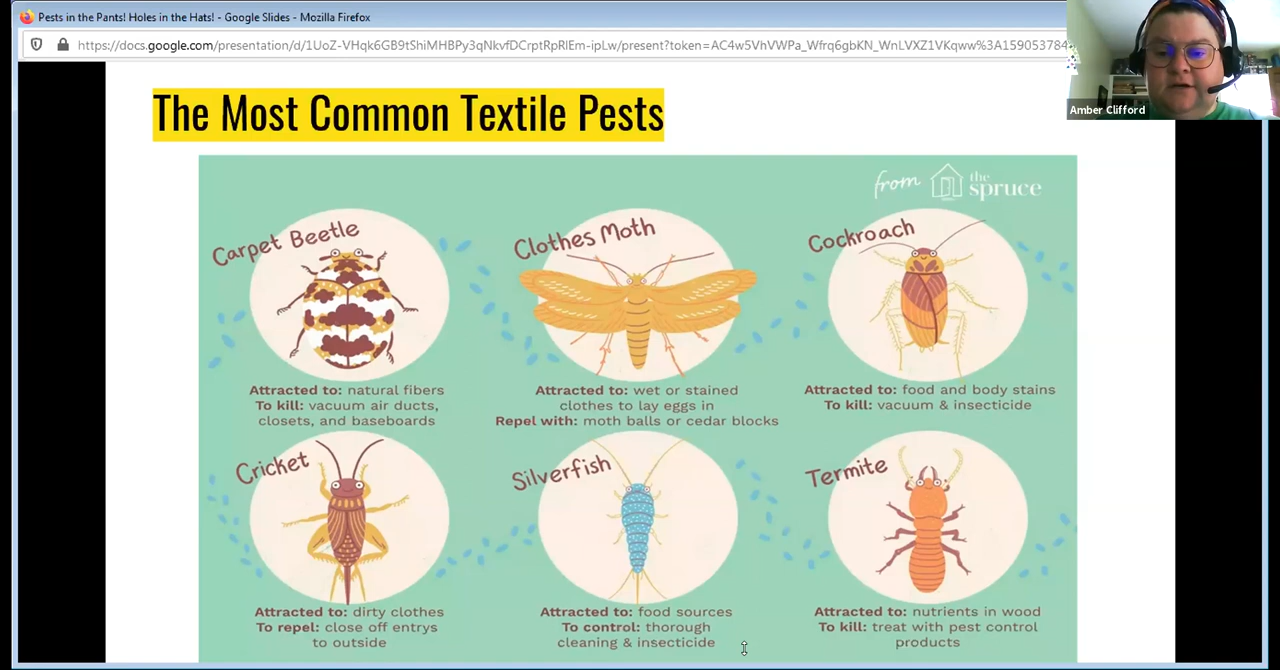 Pests in the Pants! Holes in the Hats! - Google Slides - Mozilla Firefox
https://docs.google.com/presentation/d/1UoZ-VHqk6GB9tShiMHBPy3qNkvfDCrptRpRlEm-ipLw/present?token=AC4w5VhVWPa_Wfrq6gbKN_WnLVXZ1VKqww%3A159053784
Amber Clifford
The Most Common Textile Pests
from the spruce
Carpet Beetle
Attracted to: natural fibers
To kill: vacuum air ducts,
closets, and baseboards
Clothes Moth
Attracted to: wet or stained
clothes to lay eggs in
Repel with: moth balls or cedar blocks
Cockroach
Attracted to: food and body stains
To kill: vacuum & insecticide
Cricket
Attracted to: dirty clothes
To repel: close off entrys
to outside
Silverfish
Attracted to: food sources
To control: thorough
cleaning & insecticide
Termite
Attracted to: nutrients in wood
To kill: treat with pest control
products